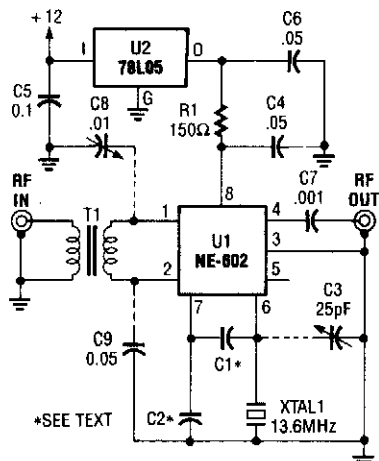 +12
I
U2
78L05
O
G
C6
.05
C5
0.1
C8
.01
R1
150Ω
C4
.05
RF
IN
T1
8
C7
.001
RF
OUT
1
4
U1
NE-602
3
2
5
7
6
C3
25pF
C9
0.05
C1*
*SEE TEXT
C2*
XTAL1
13.6MHz